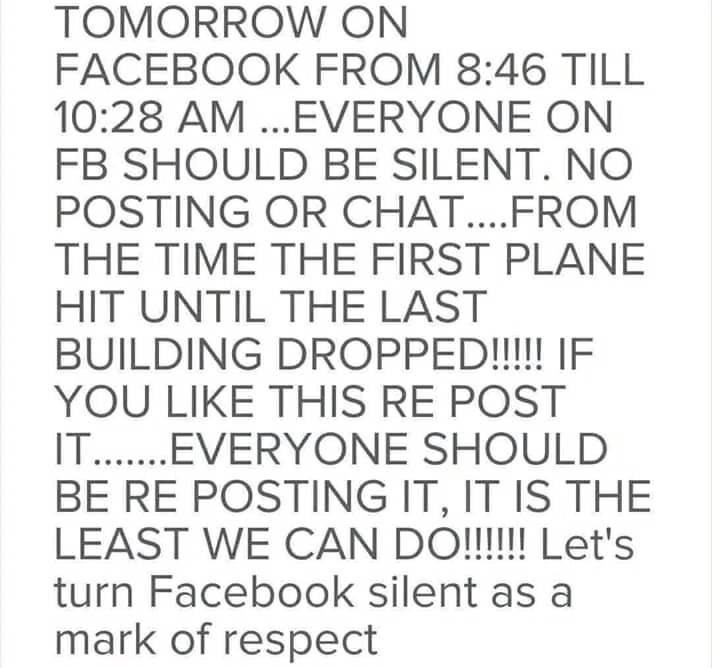 TOMORROW ON
FACEBOOK FROM 8:46 TILL
10:28 AM ...EVERYONE ON
FB SHOULD BE SILENT. NO
POSTING OR CHAT....FROM
THE TIME THE FIRST PLANE
HIT UNTIL THE LAST
BUILDING DROPPED!!!!! IF
YOU LIKE THIS RE POST
IT.......EVERYONE SHOULD
BE RE POSTING IT, IT IS THE
LEAST WE CAN DO!!!!!! Let's
turn Facebook silent as a
mark of respect